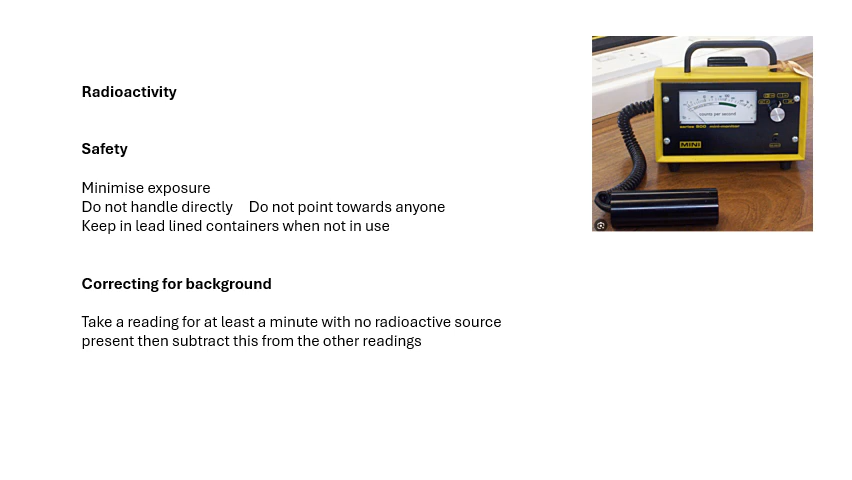 Radioactivity
Safety
Minimise exposure
Do not handle directly    Do not point towards anyone
Keep in lead lined containers when not in use
Correcting for background
Take a reading for at least a minute with no radioactive source
present then subtract this from the other readings
counts per second
series 900
MINI